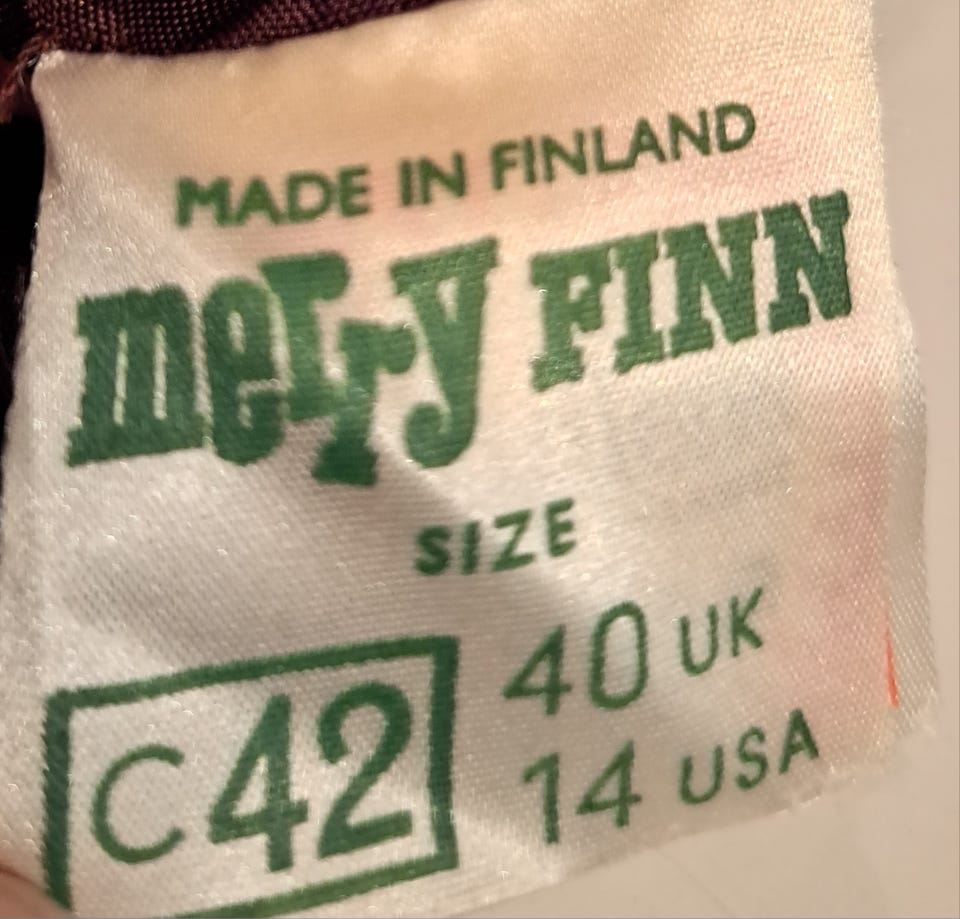 MADE IN FINLAND
merry FINN
SIZE
C42
40 UK
14 USA